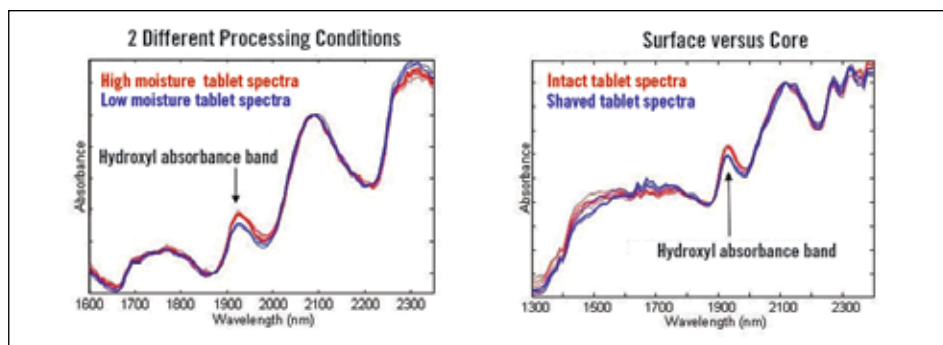 2 Different Processing Conditions
High moisture tablet spectra
Low moisture tablet spectra
Hydroxyl absorbance band
Absorbance
1600 1700 1800 1900 2000 2100 2200 2300
Wavelength (nm)
Surface versus Core
Intact tablet spectra
Shaved tablet spectra
Absorbance
Hydroxyl absorbance band
1300 1500 1700 1900 2100 2300
Wavelength (nm)